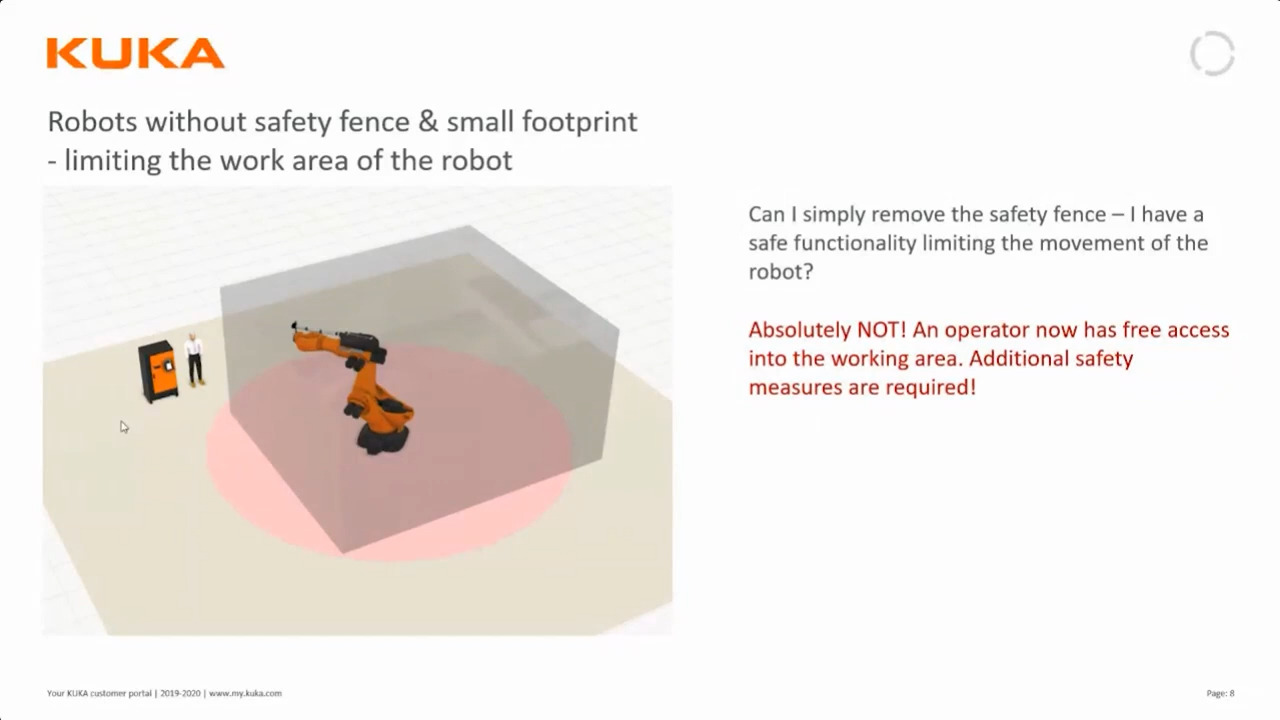 KUKA
Robots without safety fence & small footprint
- limiting the work area of the robot
Can I simply remove the safety fence – I have a
safe functionality limiting the movement of the
robot?
Absolutely NOT! An operator now has free access
into the working area. Additional safety
measures are required!
Your KUKA customer portal | 2019-2020 | www.my.kuka.com
Page: 8